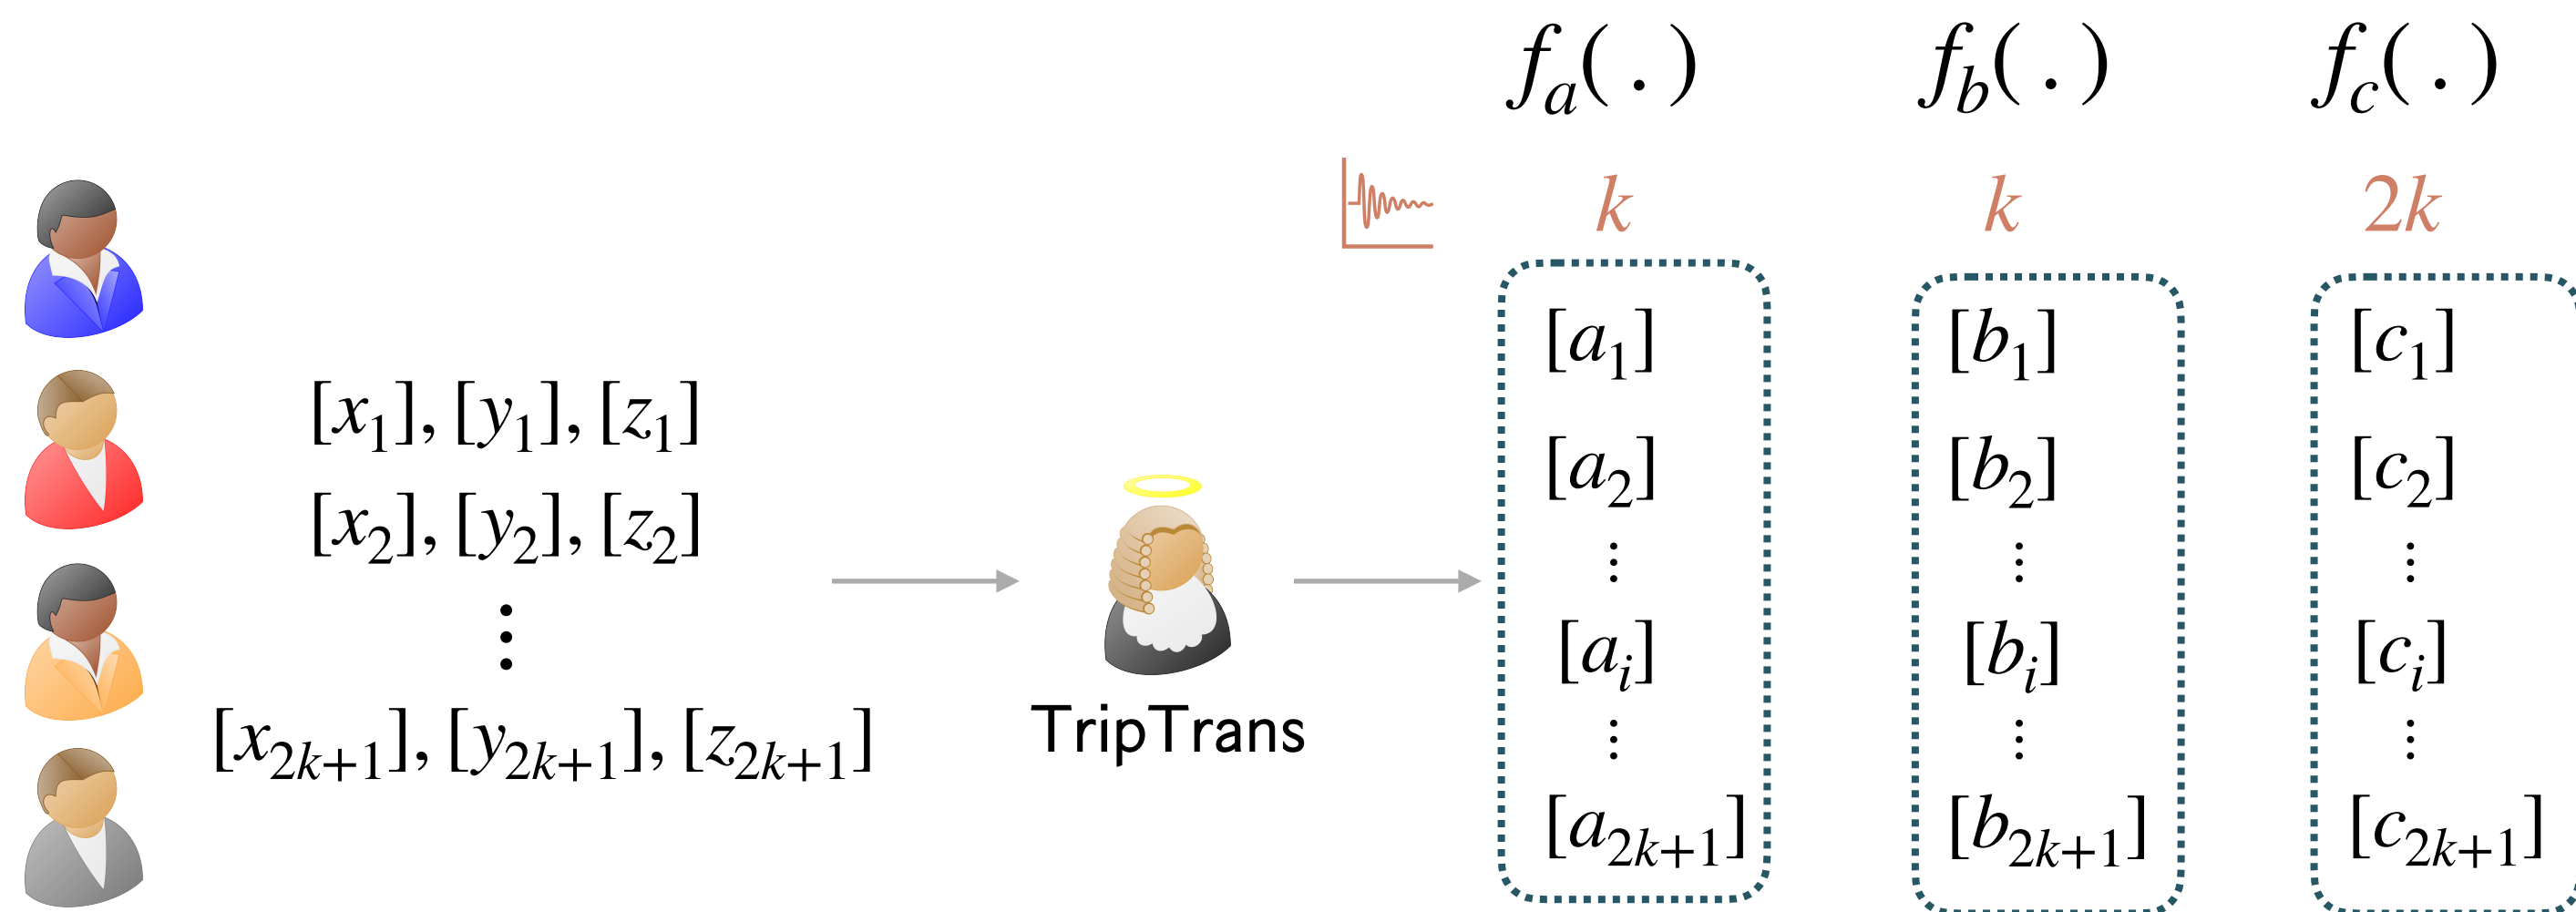 f_a(.) f_b(.) f_c(.)
k k 2k
[a_1] [b_1] [c_1]
[x_1], [y_1], [z_1]
[a_2] [b_2] [c_2]
[x_2], [y_2], [z_2]
⋮ ⋮ ⋮
⋮
[a_i] [b_i] [c_i]
[x_{2k+1}], [y_{2k+1}], [z_{2k+1}]
TripTrans
⋮ ⋮ ⋮
[a_{2k+1}] [b_{2k+1}] [c_{2k+1}]